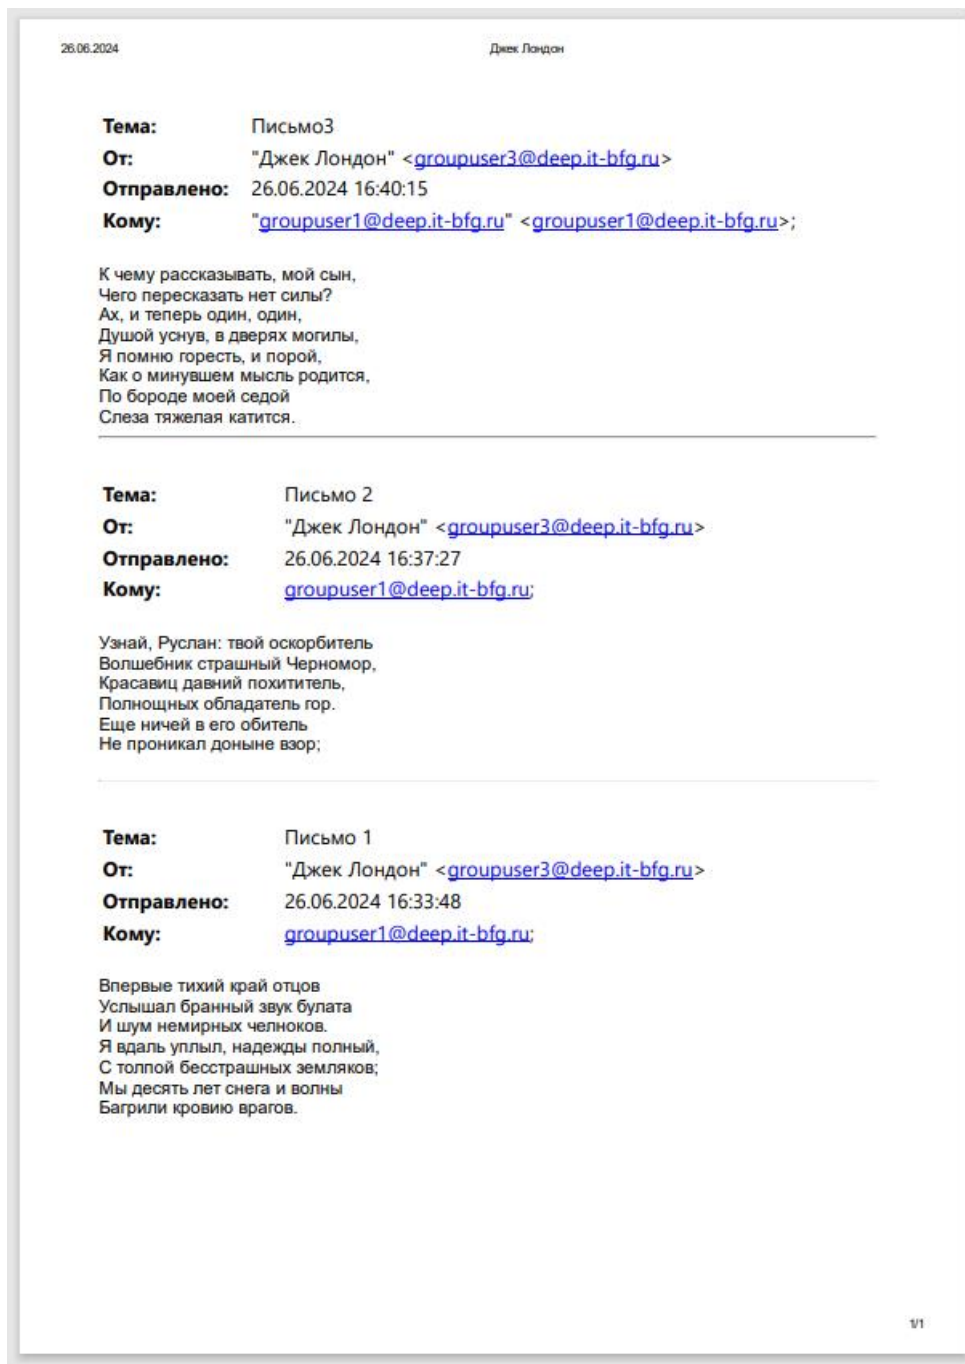 26.06.2024 Джек Лондон
Тема: Письмо3
От: "Джек Лондон" <groupuser3@deep.it-bfg.ru>
Отправлено: 26.06.2024 16:40:15
Кому: "groupuser1@deep.it-bfg.ru" <groupuser1@deep.it-bfg.ru>;
К чему рассказывать, мой сын,
Чего пересказать нет силы?
Ах, и теперь один, один,
Душой уснув, в дверях могилы,
Я помню горесть, и порой,
Как о минувшем мысль родится,
По бороде моей седой
Слеза тяжелая катится.
Тема: Письмо 2
От: "Джек Лондон" <groupuser3@deep.it-bfg.ru>
Отправлено: 26.06.2024 16:37:27
Кому: groupuser1@deep.it-bfg.ru;
Узнай, Руслан: твой оскорбитель
Волшебник страшный Черномор,
Красавиц давний похититель,
Полнощных обладатель гор.
Еще ничей в его обитель
Не проникал доныне взор;
Тема: Письмо 1
От: "Джек Лондон" <groupuser3@deep.it-bfg.ru>
Отправлено: 26.06.2024 16:33:48
Кому: groupuser1@deep.it-bfg.ru;
Впервые тихий край отцов
Услышал бранный звук булата
И шум немирных челноков.
Я вдаль уплыл, надежды полный,
С толпой бесстрашных земляков;
Мы десять лет снега и волны
Багрили кровию врагов.
1/1